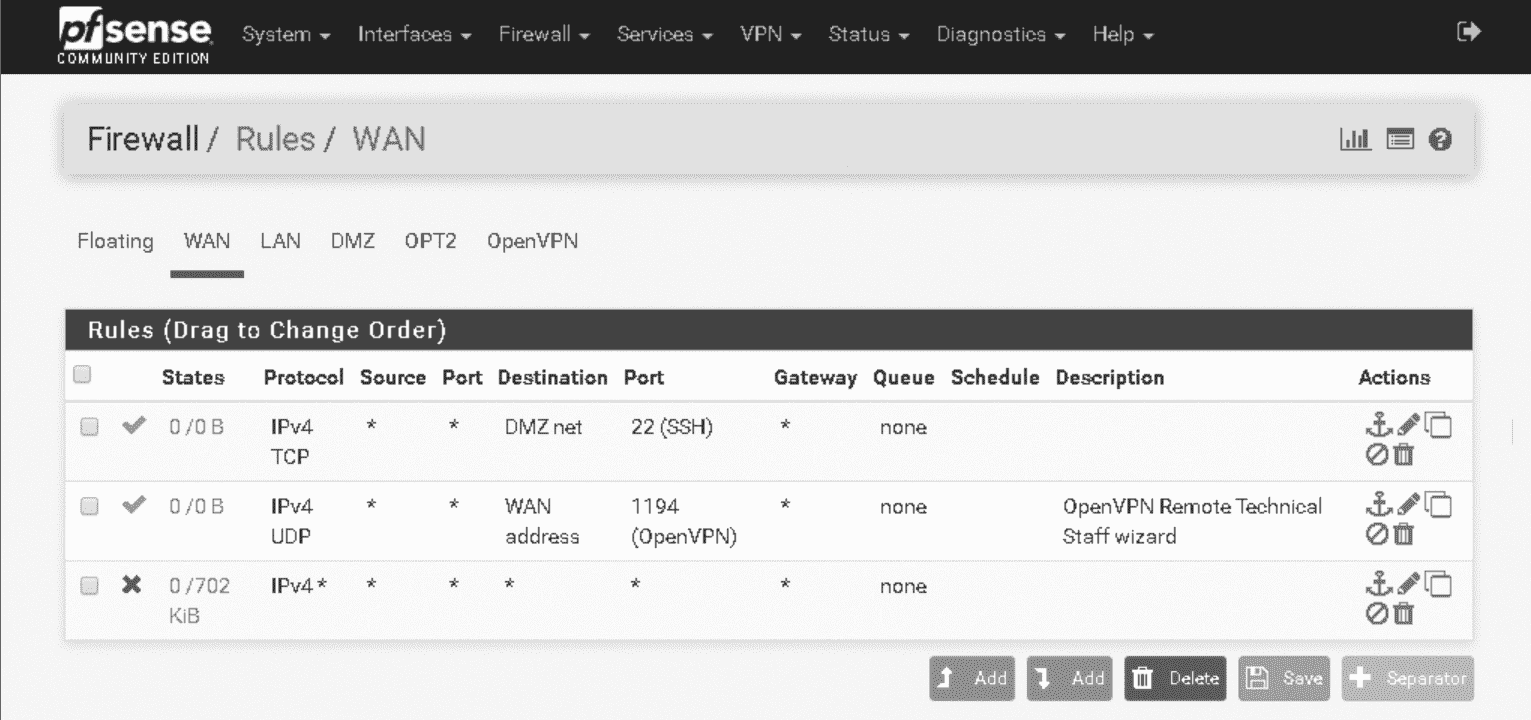 pfsense
COMMUNITY EDITION
System Interfaces Firewall Services VPN Status Diagnostics Help
Firewall / Rules / WAN
Floating WAN LAN DMZ OPT2 OpenVPN
Rules (Drag to Change Order)
States Protocol Source Port Destination Port Gateway Queue Schedule Description Actions
0 /0 B IPv4 * * DMZ net 22 (SSH) * none
TCP
0 /0 B IPv4 * * WAN 1194 * none OpenVPN Remote Technical
UDP address (OpenVPN) Staff wizard
0 /702 IPv4 * * * * * * none
KiB
Add Add Delete Save Separator